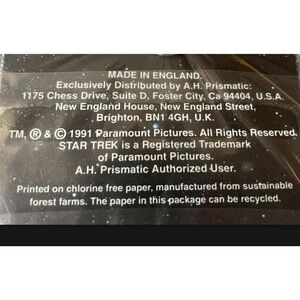 MADE IN ENGLAND.
Exclusively Distributed by A.H. Prismatic:
1175 Chess Drive, Suite D, Foster City, Ca 94404, U.S.A.
New England House, New England Street,
Brighton, BN1 4GH, U.K.
TM, ® & © 1991 Paramount Pictures. All Rights Reserved.
STAR TREK is a Registered Trademark
of Paramount Pictures.
A.H. Prismatic Authorized User.
Printed on chlorine free paper, manufactured from sustainable
forest farms. The paper in this package can be recycled.